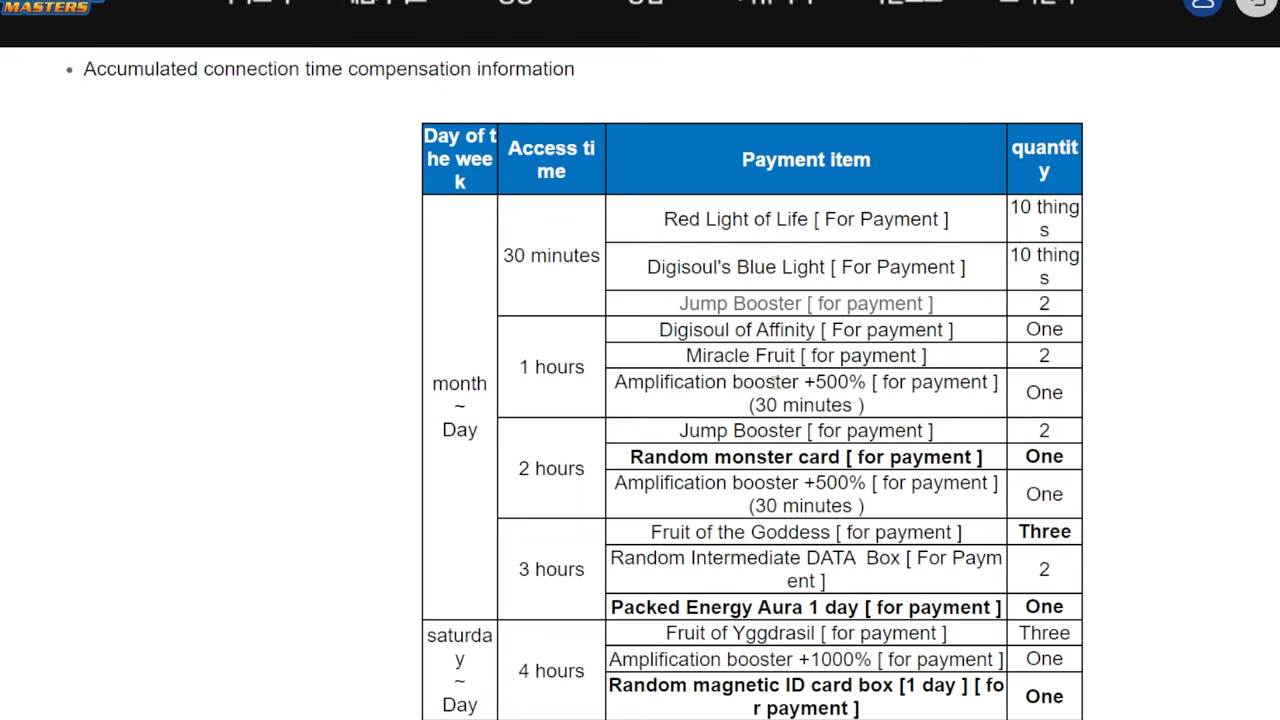 MASTERS
Accumulated connection time compensation information
Day of t
he wee
k
Access ti
me
Payment item
quantit
y
month
~
Day
30 minutes
Red Light of Life [ For Payment ]
10 thing
s
Digisoul's Blue Light [ For Payment ]
10 thing
s
Jump Booster [ for payment ]
2
1 hours
Digisoul of Affinity [ For payment ]
One
Miracle Fruit [ for payment ]
2
Amplification booster +500% [ for payment ]
(30 minutes )
One
2 hours
Jump Booster [ for payment ]
2
Random monster card [ for payment ]
One
Amplification booster +500% [ for payment ]
(30 minutes )
One
3 hours
Fruit of the Goddess [ for payment ]
Three
Random Intermediate DATA Box [ For Paym
ent ]
2
Packed Energy Aura 1 day [ for payment ]
One
saturda
y
~
Day
4 hours
Fruit of Yggdrasil [ for payment ]
Three
Amplification booster +1000% [ for payment ]
One
Random magnetic ID card box [1 day ] [ fo
r payment ]
One